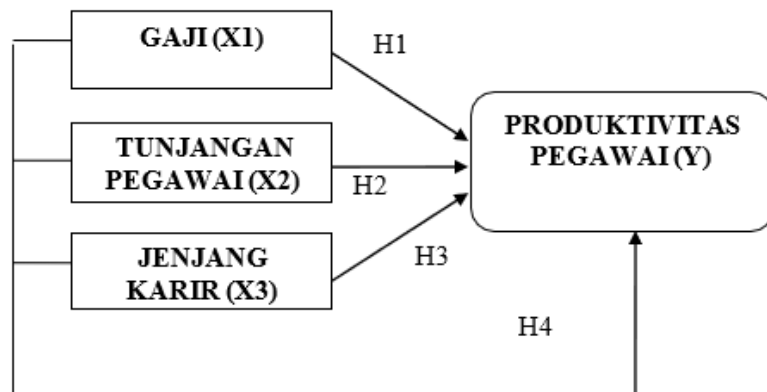 GAJI (X1)
H1
PRODUKTIVITAS
PEGAWAI (Y)
TUNJANGAN
PEGAWAI (X2)
H2
JENJANG
KARIR (X3)
H3
H4